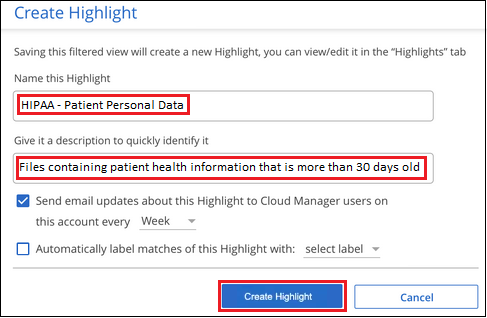 Create Highlight
Saving this filtered view will create a new Highlight, you can view/edit it in the “Highlights” tab
Name this Highlight
HIPAA - Patient Personal Data
Give it a description to quickly identify it
Files containing patient health information that is more than 30 days old
Send email updates about this Highlight to Cloud Manager users on
this account every Week
Automatically label matches of this Highlight with: select label
Create Highlight Cancel